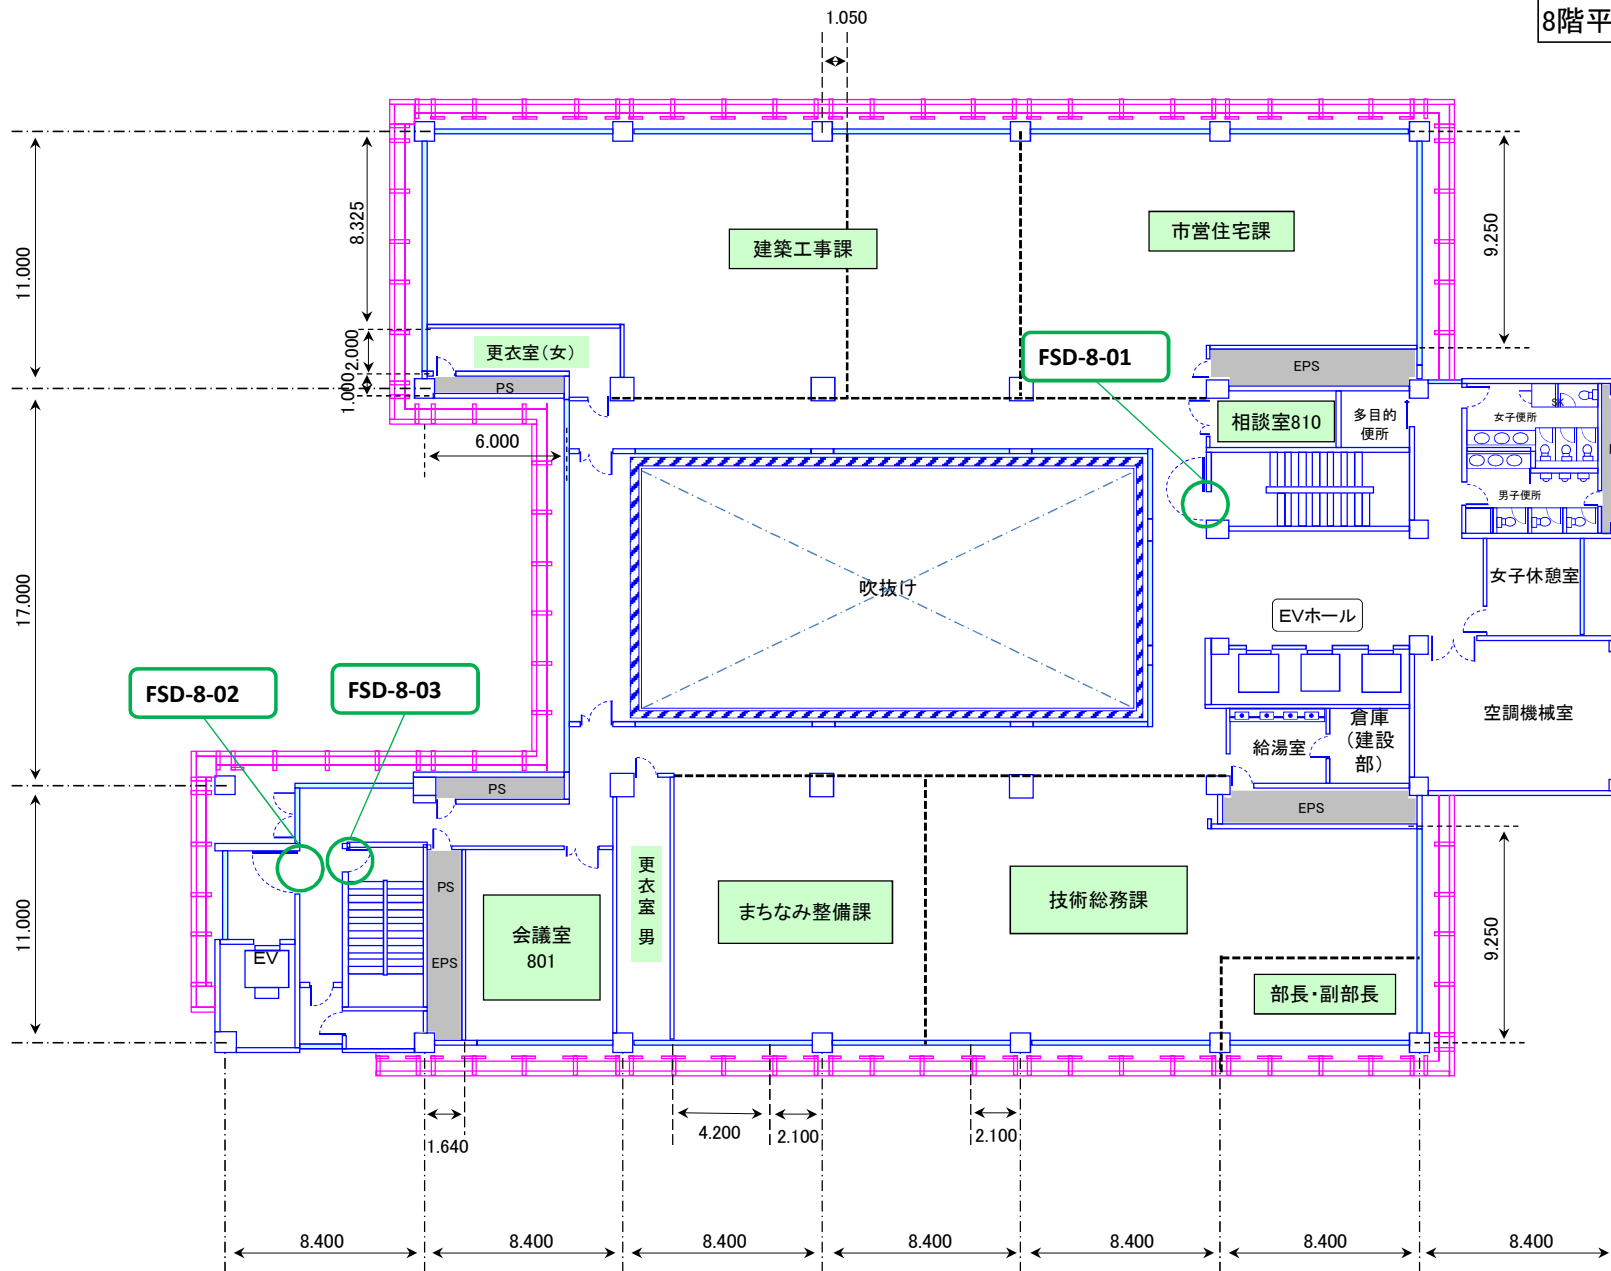 1.050
8階平
11.000
8.325
建築工事課
市営住宅課
9.250
2.000
更衣室(女)
FSD-8-01
EPS
1.000
PS
6.000
相談室810
多目的
便所
女子便所
SK
男子便所
17.000
吹抜け
女子休憩室
EVホール
FSD-8-02
FSD-8-03
空調機械室
給湯室
倉庫
(建設
部)
PS
EPS
11.000
PS
EPS
EV
会議室
801
更衣室 男
まちなみ整備課
技術総務課
部長・副部長
9.250
1.640
4.200
2.100
2.100
8.400
8.400
8.400
8.400
8.400
8.400
8.400